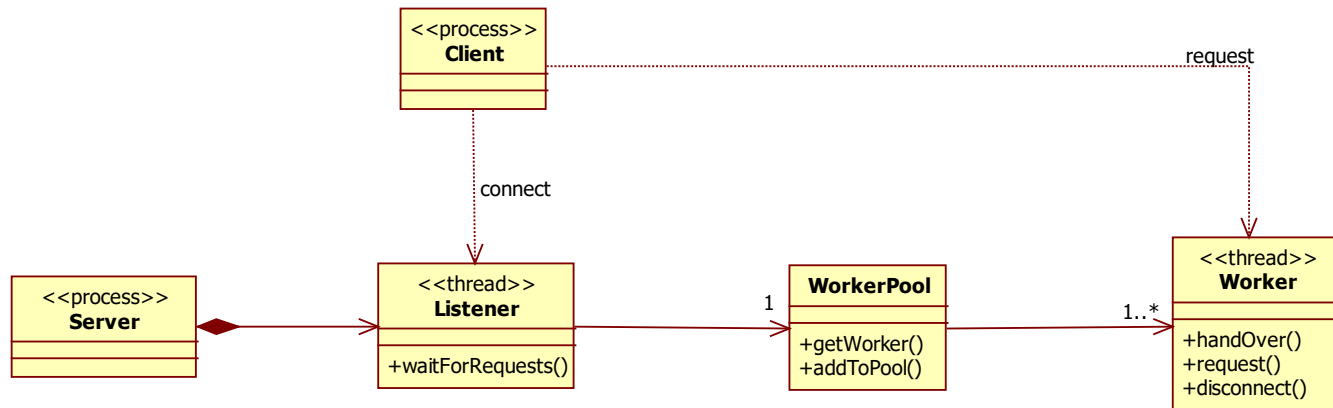 <<process>>
Client
request
connect
<<process>>
Server
<<thread>>
Listener
+waitForRequests()
1
WorkerPool
+getWorker()
+addToPool()
1..*
<<thread>>
Worker
+handOver()
+request()
+disconnect()